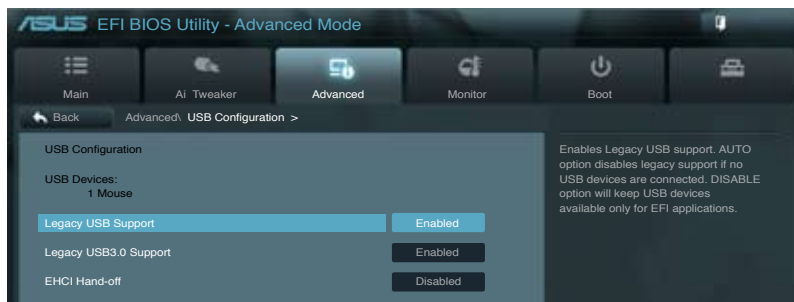 ASUS EFI BIOS Utility - Advanced Mode
Main Ai Tweaker Advanced Monitor Boot
Back Advanced\ USB Configuration >
USB Configuration
USB Devices:
1 Mouse
Legacy USB Support Enabled
Legacy USB3.0 Support Enabled
EHCI Hand-off Disabled
Enables Legacy USB support. AUTO
option disables legacy support if no
USB devices are connected. DISABLE
option will keep USB devices
available only for EFI applications.